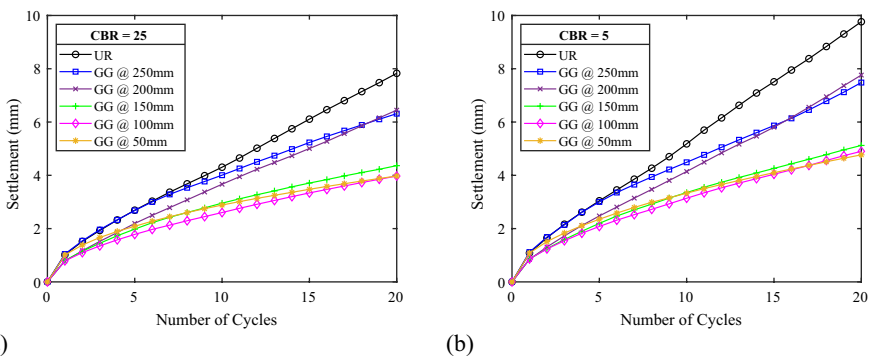 10
8
6
4
2
0
Settlement (mm)
CBR = 25
UR
GG @ 250mm
GG @ 200mm
GG @ 150mm
GG @ 100mm
GG @ 50mm
0 5 10 15 20
Number of Cycles
)
10
8
6
4
2
0
Settlement (mm)
CBR = 5
UR
GG @ 250mm
GG @ 200mm
GG @ 150mm
GG @ 100mm
GG @ 50mm
0 5 10 15 20
Number of Cycles
(b)